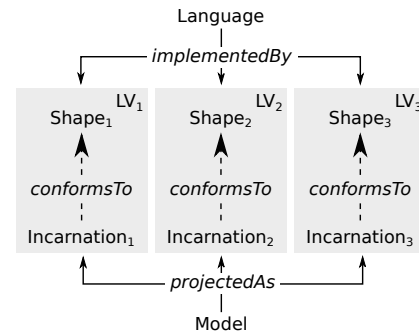 Language
implementedBy
LV₁ LV₂ LV₃
Shape₁ Shape₂ Shape₃
conformsTo conformsTo conformsTo
Incarnation₁ Incarnation₂ Incarnation₃
projectedAs
Model